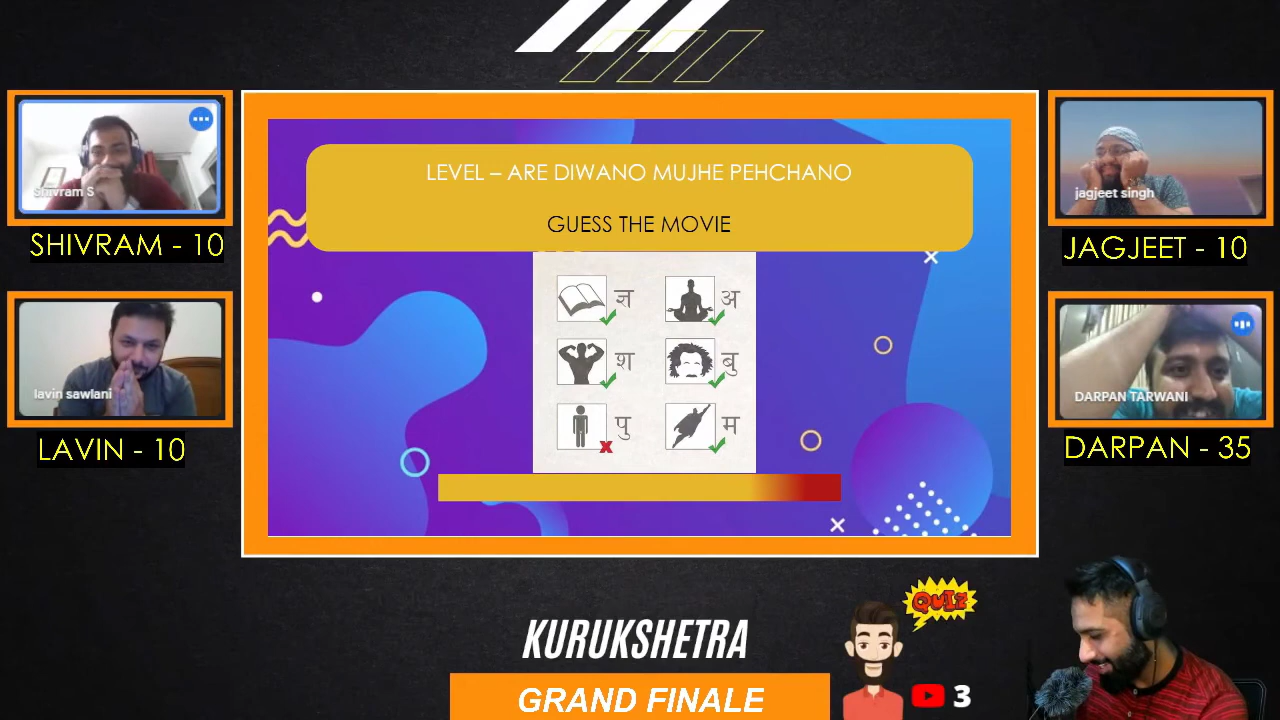 LEVEL – ARE DIWANO MUJHE PEHCHANO
GUESS THE MOVIE
Shivram S
SHIVRAM - 10
jagjeet singh
JAGJEET - 10
ज्ञ
अ
श
बु
पु
म
lavin sawlani
LAVIN - 10
DARPAN TARWANI
DARPAN - 35
QUIZ
KURUKSHETRA
GRAND FINALE
3